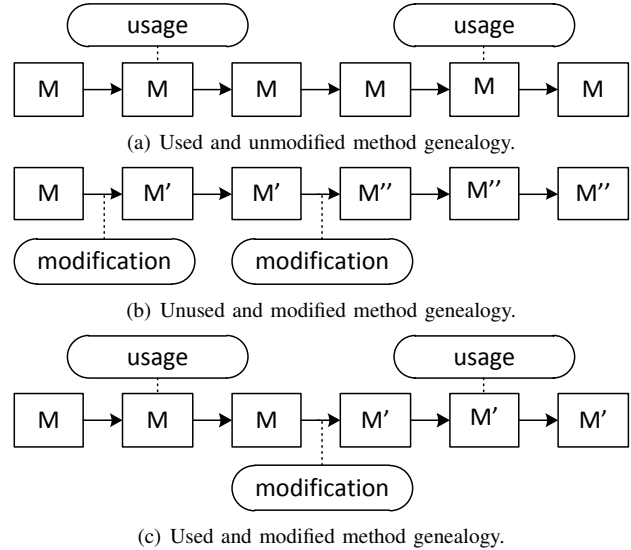 usage usage
M M M M M M
(a) Used and unmodified method genealogy.
M M' M' M'' M'' M''
modification modification
(b) Unused and modified method genealogy.
usage usage
M M M M' M' M'
modification
(c) Used and modified method genealogy.